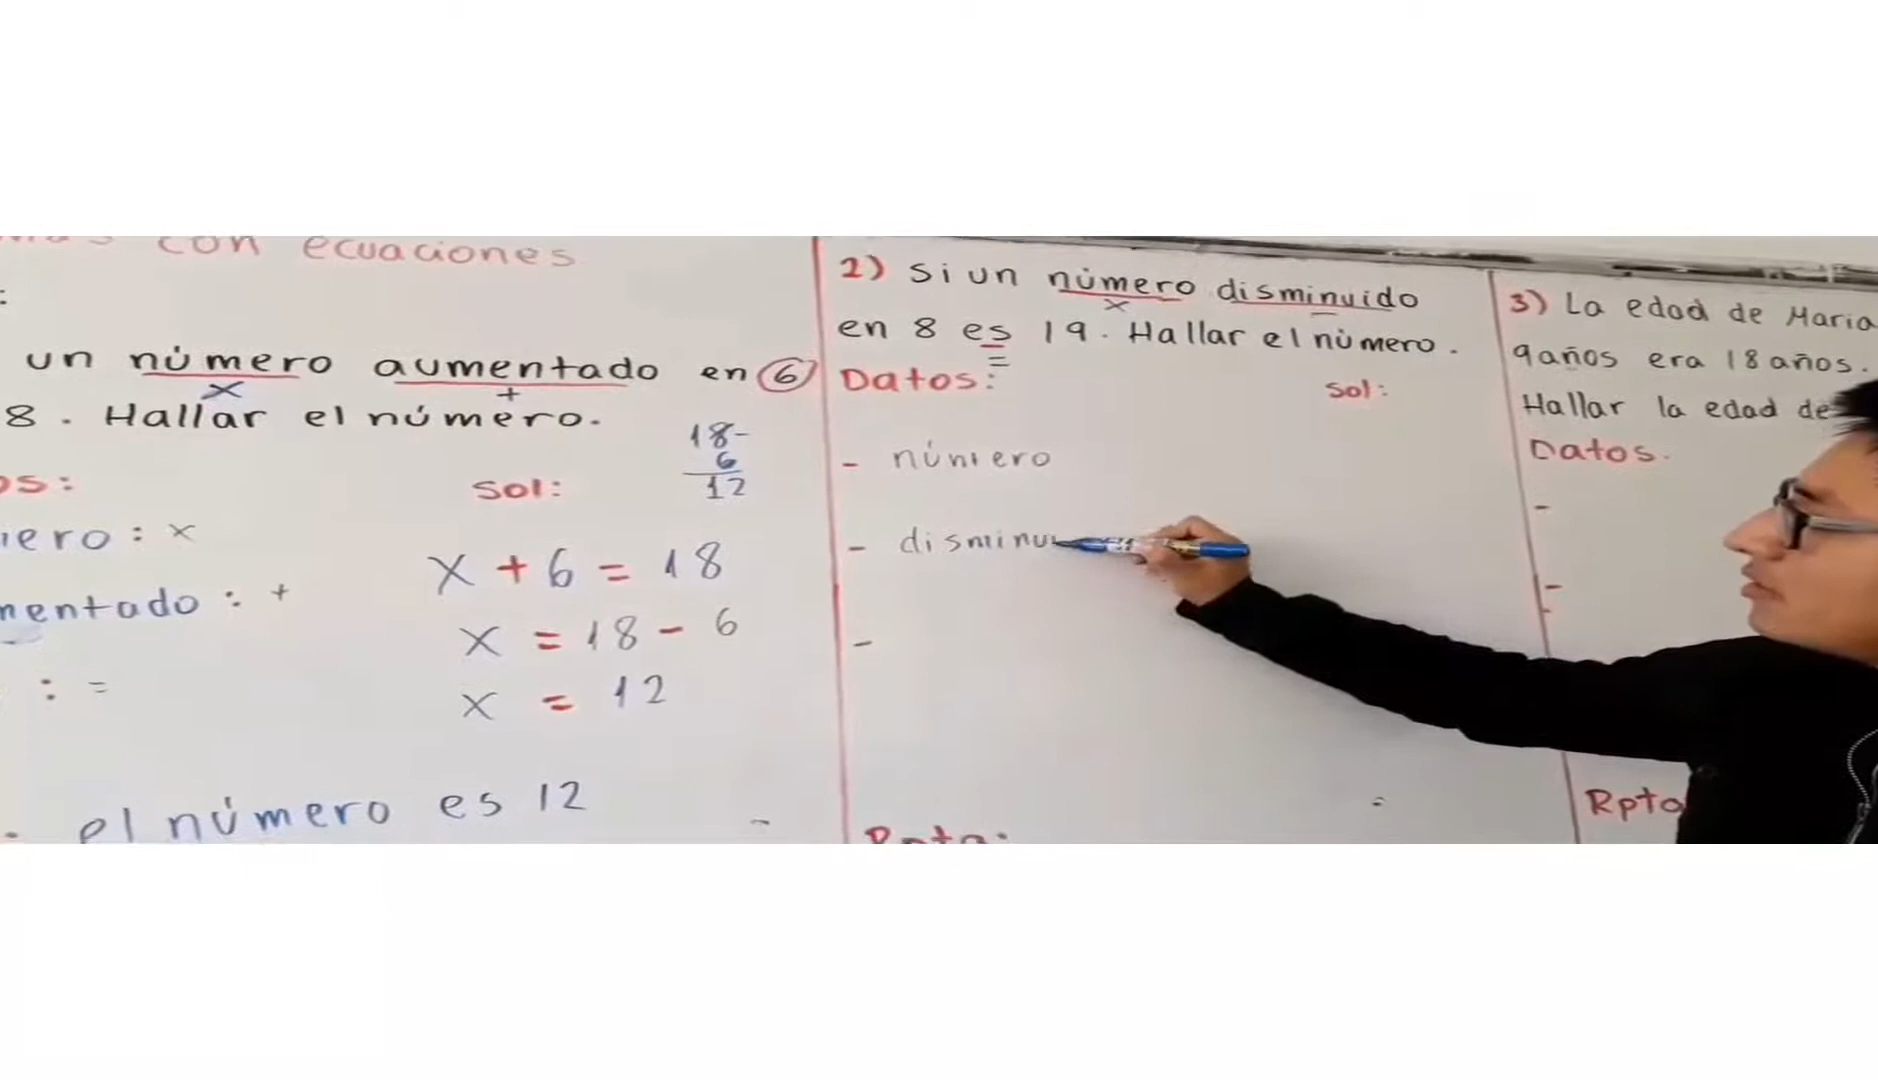 con ecuaciones
un número aumentado en 6
x +
8. Hallar el número.
18-
6
12
Sol:
: x
: +
: =
x + 6 = 18
x = 18 - 6
x = 12
el número es 12
2) Si un número disminuido
x -
en 8 es 19. Hallar el número.
=
Datos:
Sol:
- número
- disminu
-
3) La edad de Maria
9años era 18 años.
Hallar la edad de
Datos.
-
-
Rpta